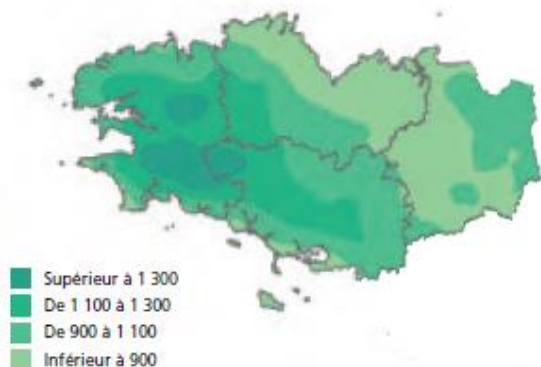 Supérieur à 1 300
De 1 100 à 1 300
De 900 à 1 100
Inférieur à 900